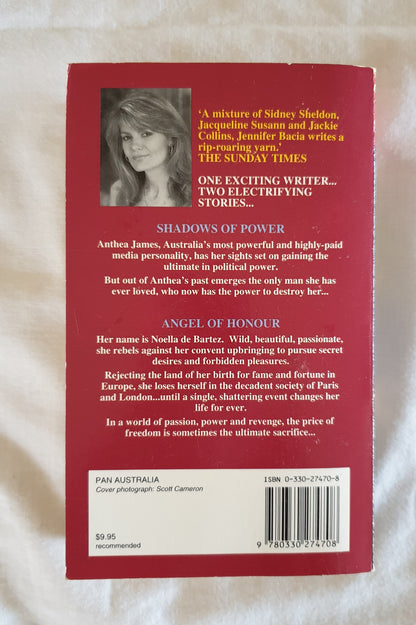 ‘A mixture of Sidney Sheldon,
Jacqueline Susann and Jackie
Collins, Jennifer Bacia writes a
rip-roaring yarn.’
THE SUNDAY TIMES
ONE EXCITING WRITER...
TWO ELECTRIFYING
STORIES...
SHADOWS OF POWER
Anthea James, Australia’s most powerful and highly-paid
media personality, has her sights set on gaining the
ultimate in political power.
But out of Anthea’s past emerges the only man she has
ever loved, who now has the power to destroy her...
ANGEL OF HONOUR
Her name is Noella de Bartez. Wild, beautiful, passionate,
she rebels against her convent upbringing to pursue secret
desires and forbidden pleasures.
Rejecting the land of her birth for fame and fortune in
Europe, she loses herself in the decadent society of Paris
and London...until a single, shattering event changes her
life for ever.
In a world of passion, power and revenge, the price of
freedom is sometimes the ultimate sacrifice...
PAN AUSTRALIA
Cover photograph: Scott Cameron
$9.95
recommended
ISBN 0-330-27470-8
9 780330 274708